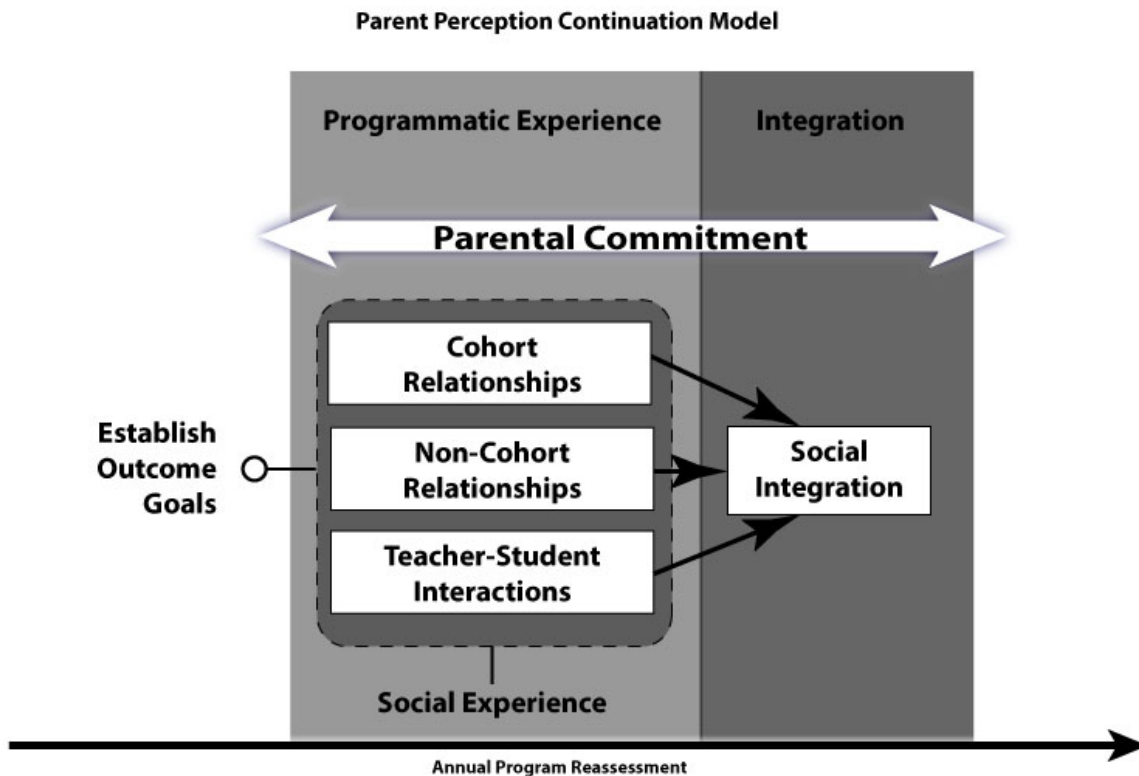 Parent Perception Continuation Model
Programmatic Experience
Integration
Parental Commitment
Cohort
Relationships
Establish
Outcome
Goals
Non-Cohort
Relationships
Social
Integration
Teacher-Student
Interactions
Social Experience
Annual Program Reassessment